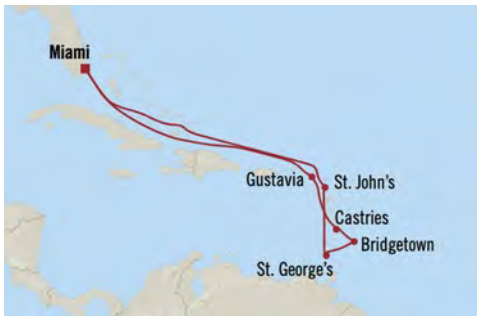 Miami
Gustavia
St. John's
Castries
Bridgetown
St. George's